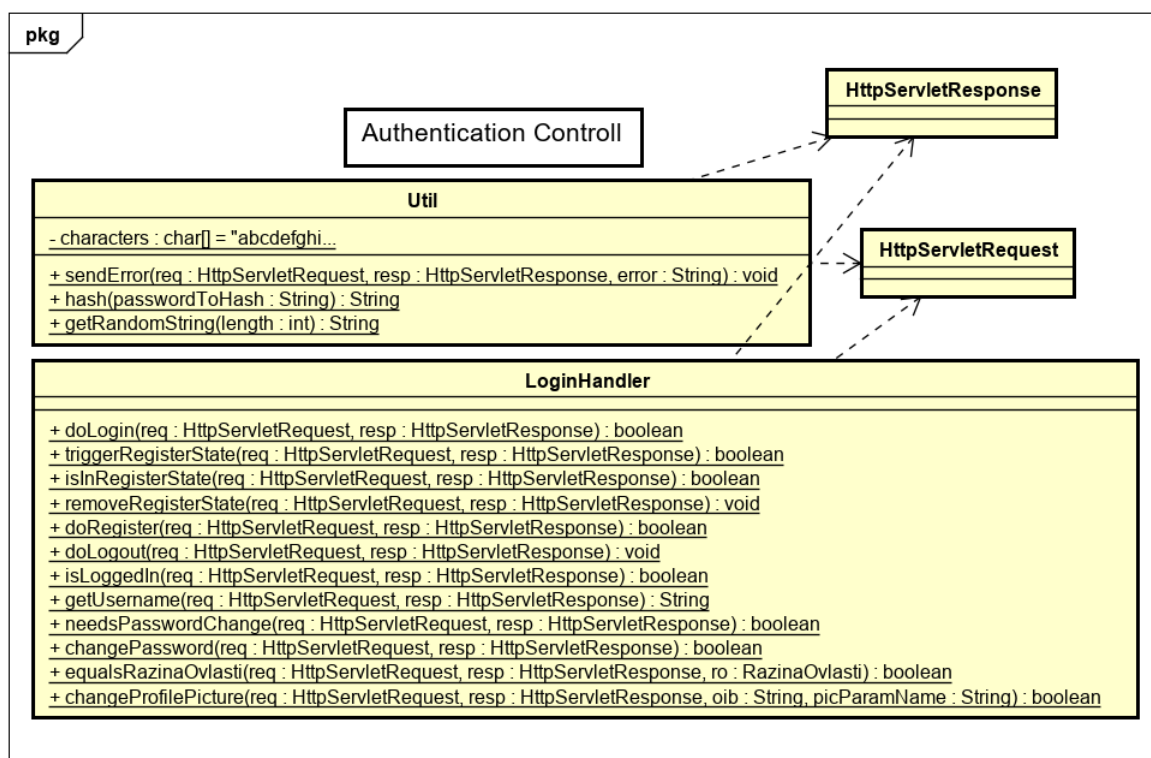 pkg
HttpServletResponse
Authentication Controll
Util
- characters : char[] = "abcdefghi...
+ sendError(req : HttpServletRequest, resp : HttpServletResponse, error : String) : void
+ hash(passwordToHash : String) : String
+ getRandomString(length : int) : String
HttpServletRequest
LoginHandler
+ doLogin(req : HttpServletRequest, resp : HttpServletResponse) : boolean
+ triggerRegisterState(req : HttpServletRequest, resp : HttpServletResponse) : boolean
+ isInRegisterState(req : HttpServletRequest, resp : HttpServletResponse) : boolean
+ removeRegisterState(req : HttpServletRequest, resp : HttpServletResponse) : void
+ doRegister(req : HttpServletRequest, resp : HttpServletResponse) : boolean
+ doLogout(req : HttpServletRequest, resp : HttpServletResponse) : void
+ isLoggedIn(req : HttpServletRequest, resp : HttpServletResponse) : boolean
+ getUsername(req : HttpServletRequest, resp : HttpServletResponse) : String
+ needsPasswordChange(req : HttpServletRequest, resp : HttpServletResponse) : boolean
+ changePassword(req : HttpServletRequest, resp : HttpServletResponse) : boolean
+ equalsRazinaOvlasti(req : HttpServletRequest, resp : HttpServletResponse, ro : RazinaOvlasti) : boolean
+ changeProfilePicture(req : HttpServletRequest, resp : HttpServletResponse, oib : String, picParamName : String) : boolean